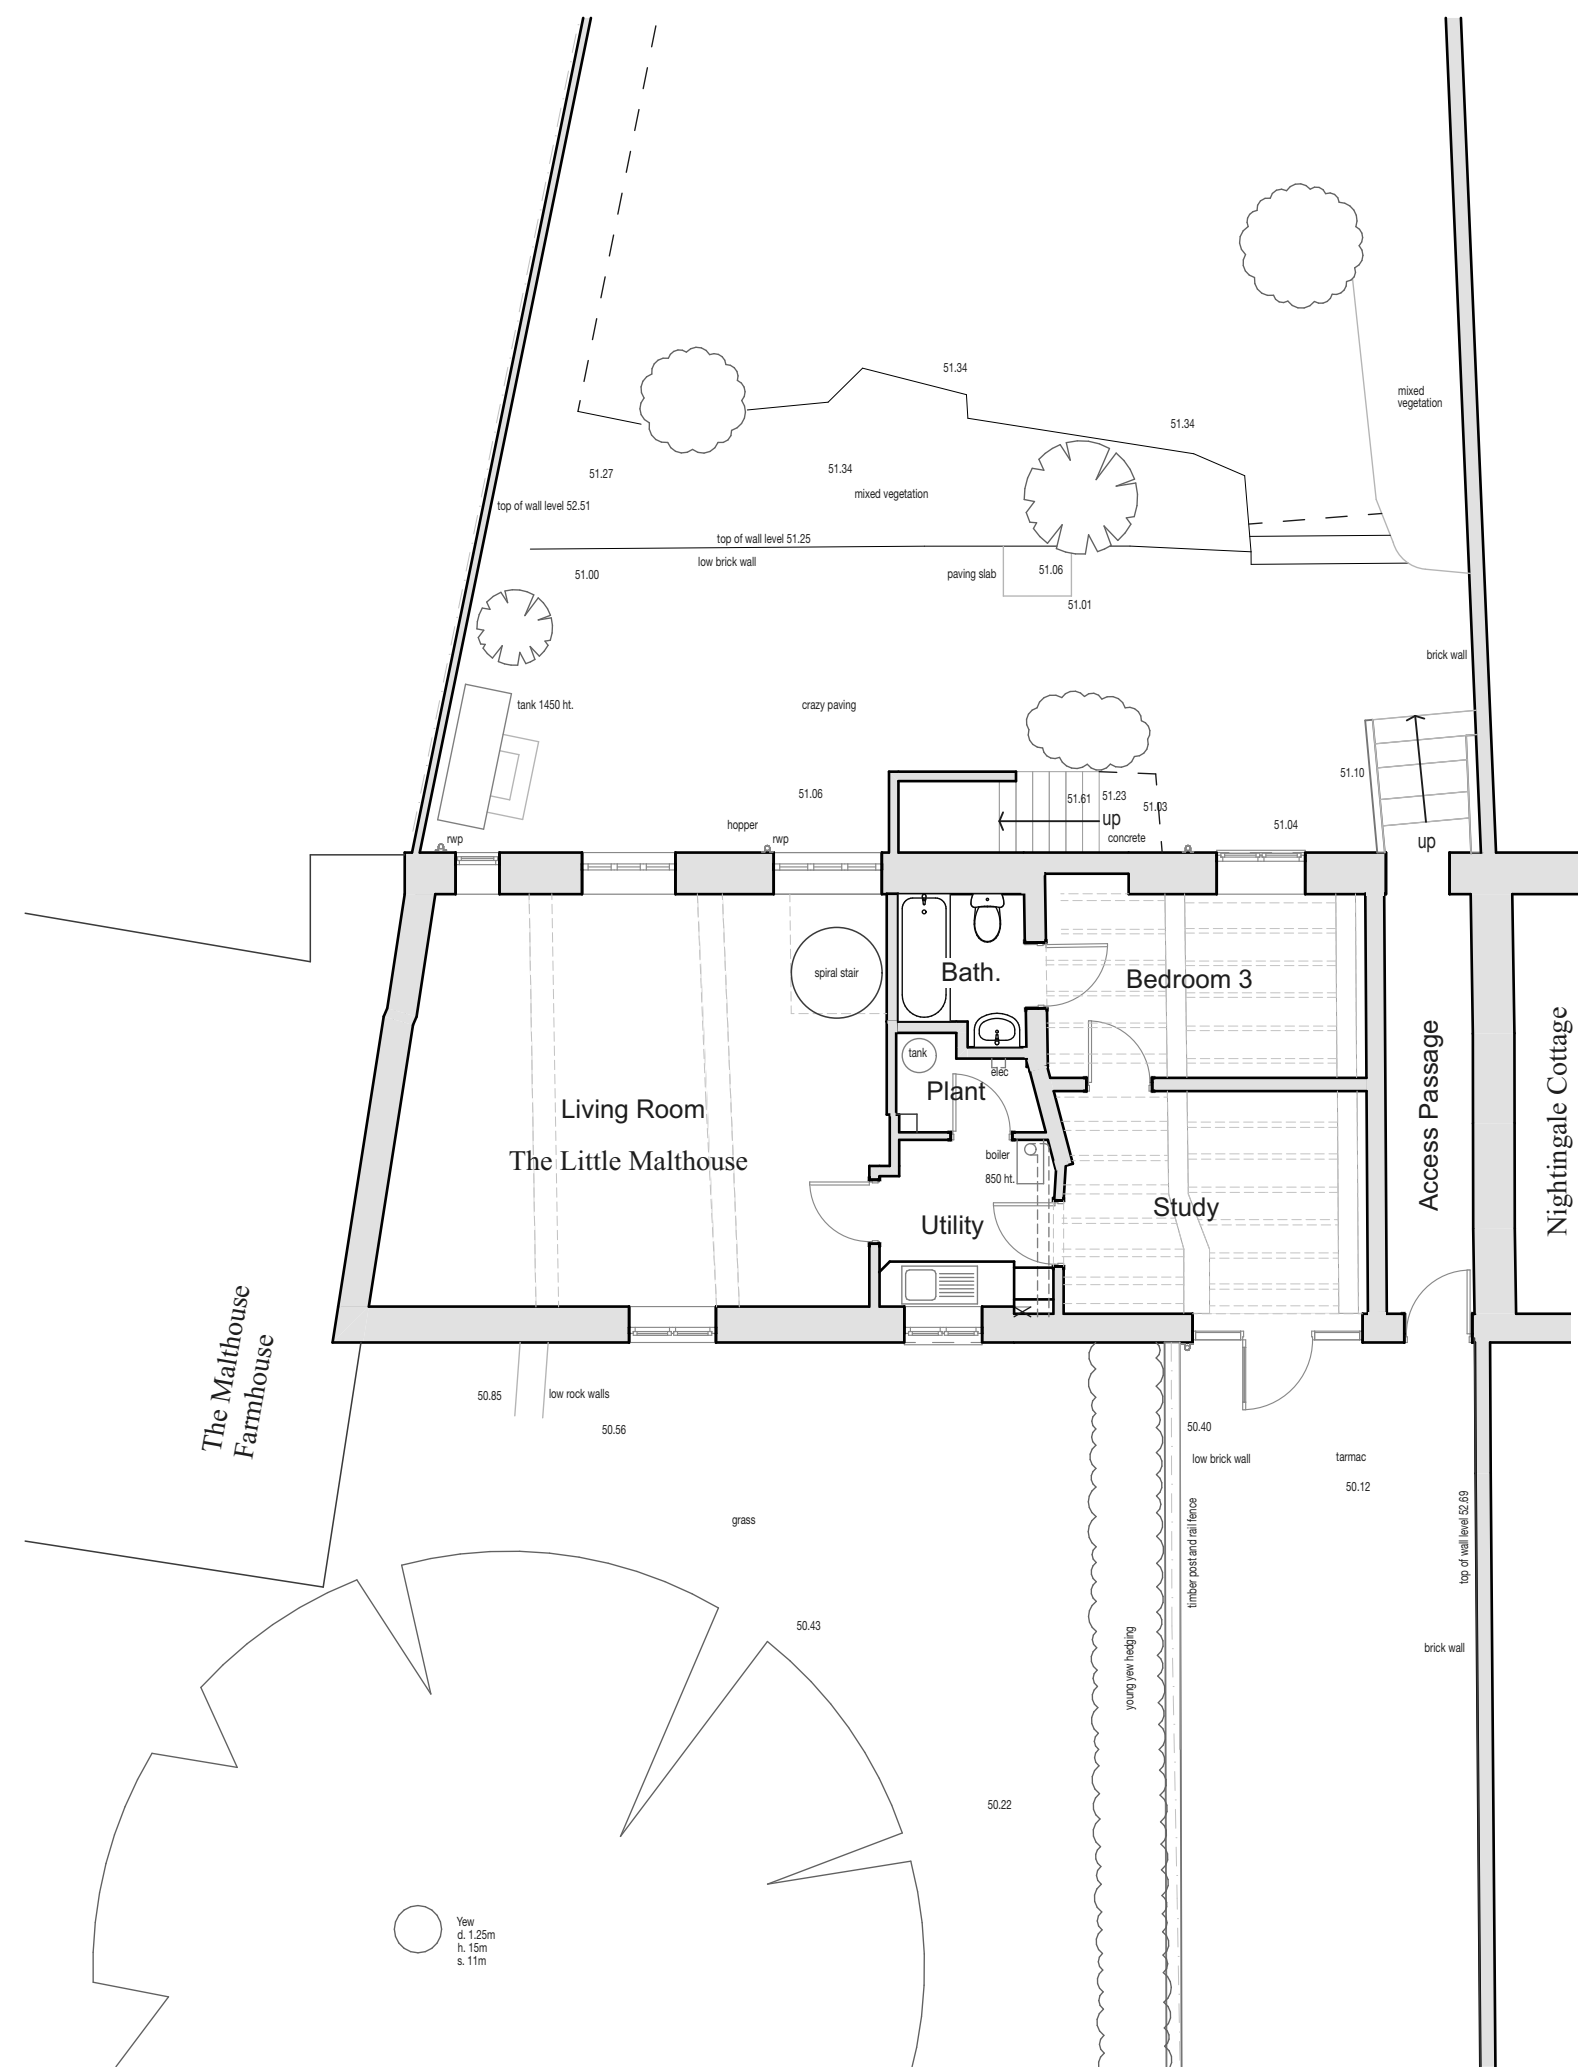 51.34
mixed
vegetation
51.34
51.27
51.34
mixed vegetation
top of wall level 52.51
top of wall level 51.25
low brick wall
51.00
paving slab
51.06
51.01
brick wall
tank 1450 ht.
crazy paving
51.10
51.06
51.61
51.23
51.03
up
concrete
hopper
rwp
rwp
51.04
up
spiral stair
Bath.
Bedroom 3
tank
elec
Plant
Living Room
The Little Malthouse
boiler
850 ht.
Utility
Study
Access Passage
Nightingale Cottage
The Malthouse
Farmhouse
50.85
low rock walls
50.56
50.40
low brick wall
tarmac
50.12
top of wall level 52.69
timber post and rail fence
grass
50.43
young yew hedging
brick wall
50.22
Yew
d. 1.25m
h. 15m
s. 11m